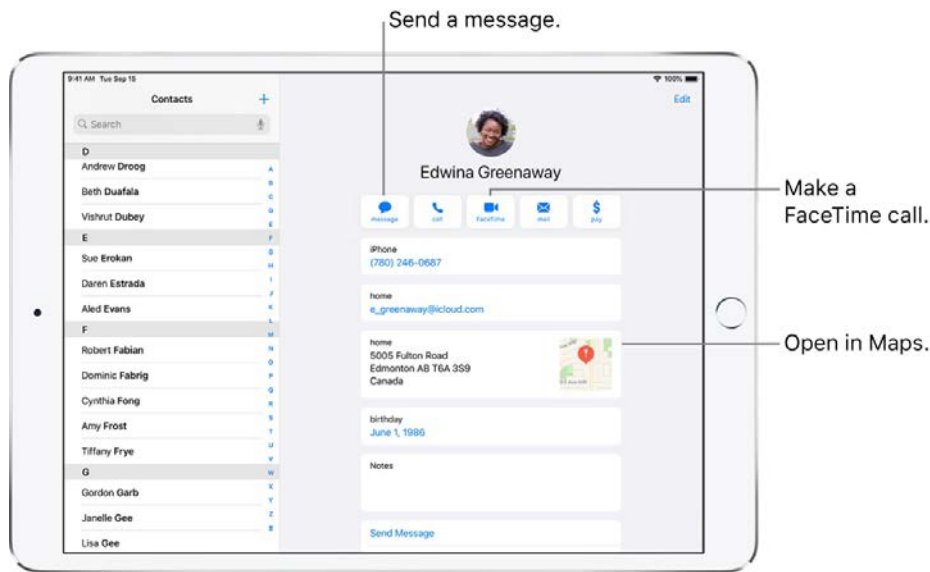 Send a message.
9:41 AM Tue Sep 15
100%
Contacts
+
Edit
Search
D
Andrew Droog
Beth Duafala
Vishrut Dubey
E
Sue Erokan
Daren Estrada
Aled Evans
F
Robert Fabian
Dominic Fabrig
Cynthia Fong
Amy Frost
Tiffany Frye
G
Gordon Garb
Janelle Gee
Lisa Gee
A
B
C
D
E
F
G
H
I
J
K
L
M
N
O
P
Q
R
S
T
U
V
W
X
Y
Z
#
Edwina Greenaway
message call FaceTime mail pay
iPhone
(780) 246-0687
home
e_greenaway@icloud.com
home
5005 Fulton Road
Edmonton AB T6A 3S9
Canada
birthday
June 1, 1986
Notes
Send Message
Make a
FaceTime call.
Open in Maps.